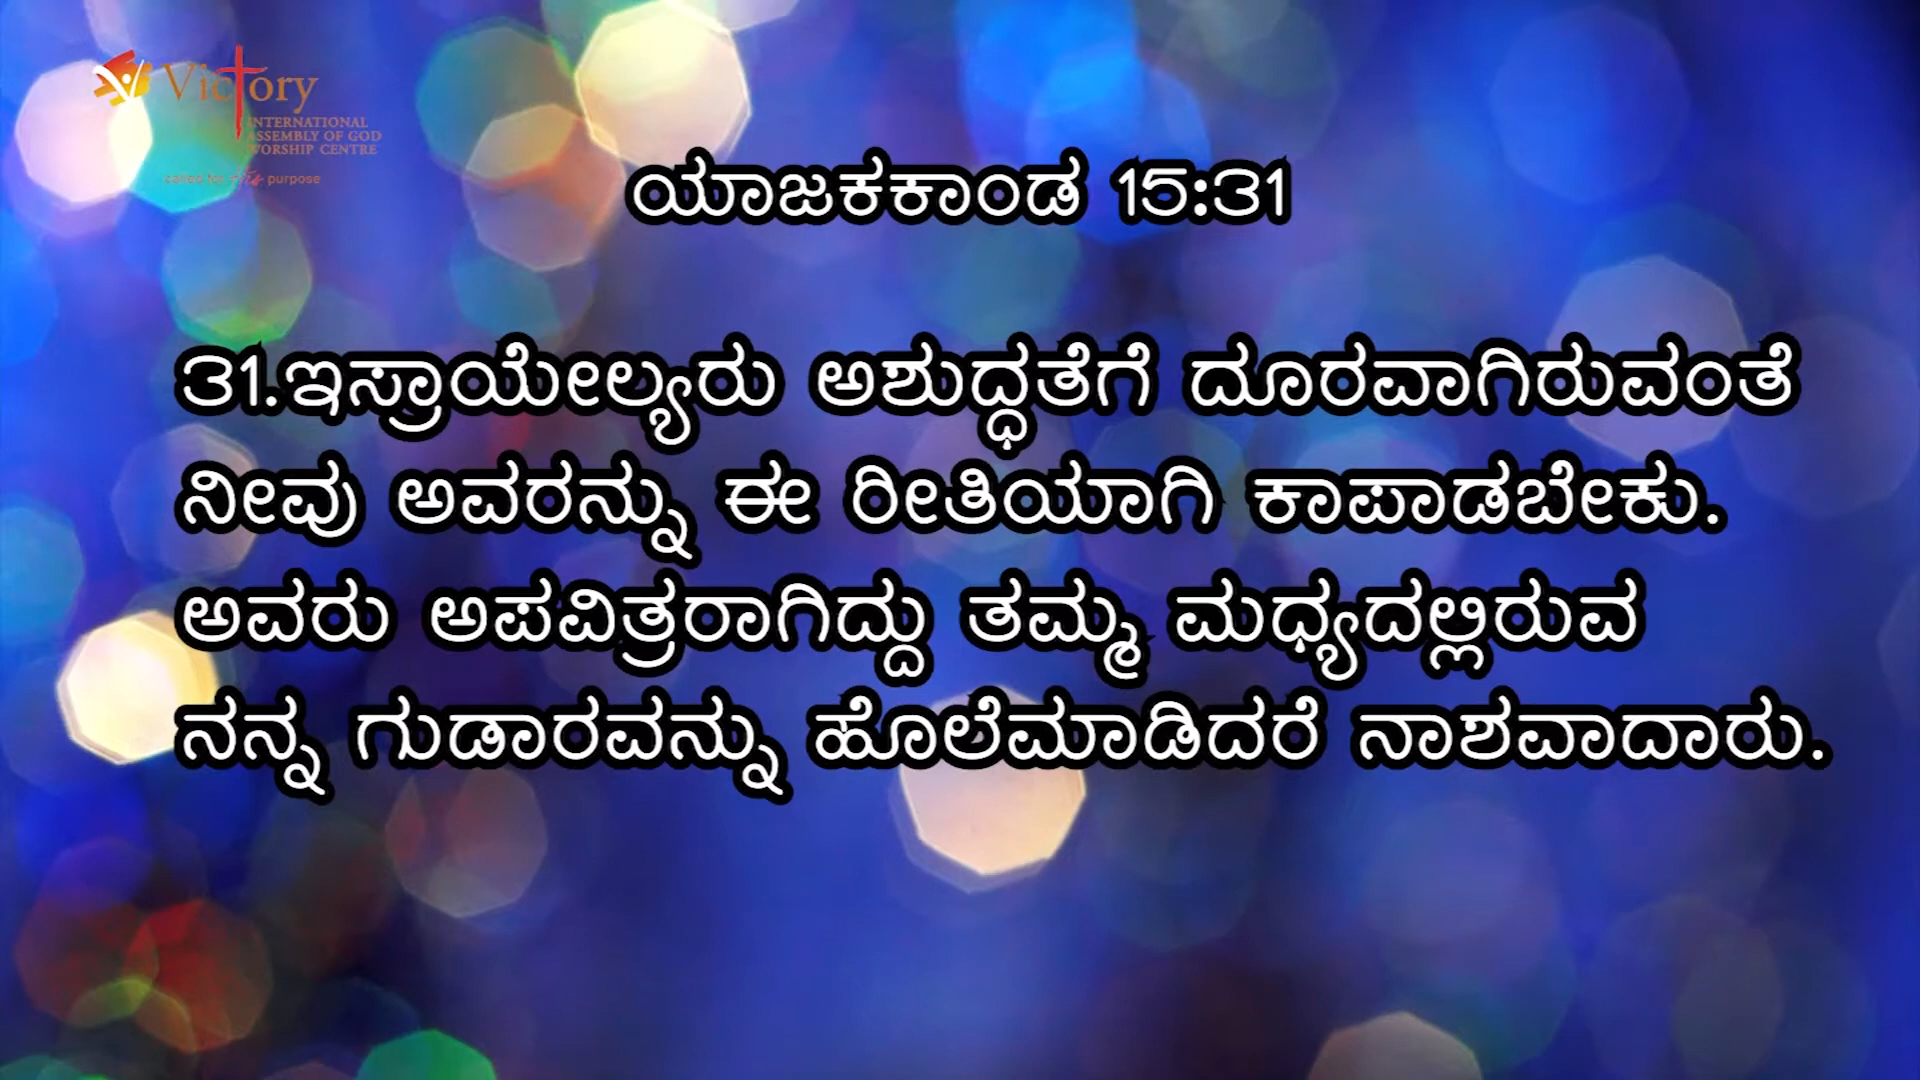 Victory
INTERNATIONAL
ASSEMBLY OF GOD
WORSHIP CENTRE
called for His purpose
ಯಾಜಕಕಾಂಡ 15:31
31.ಇಸ್ರಾಯೇಲ್ಯರು ಅಶುದ್ಧತೆಗೆ ದೂರವಾಗಿರುವಂತೆ
ನೀವು ಅವರನ್ನು ಈ ರೀತಿಯಾಗಿ ಕಾಪಾಡಬೇಕು.
ಅವರು ಅಪವಿತ್ರರಾಗಿದ್ದು ತಮ್ಮ ಮಧ್ಯದಲ್ಲಿರುವ
ನನ್ನ ಗುಡಾರವನ್ನು ಹೊಲೆಮಾಡಿದರೆ ನಾಶವಾದಾರು.